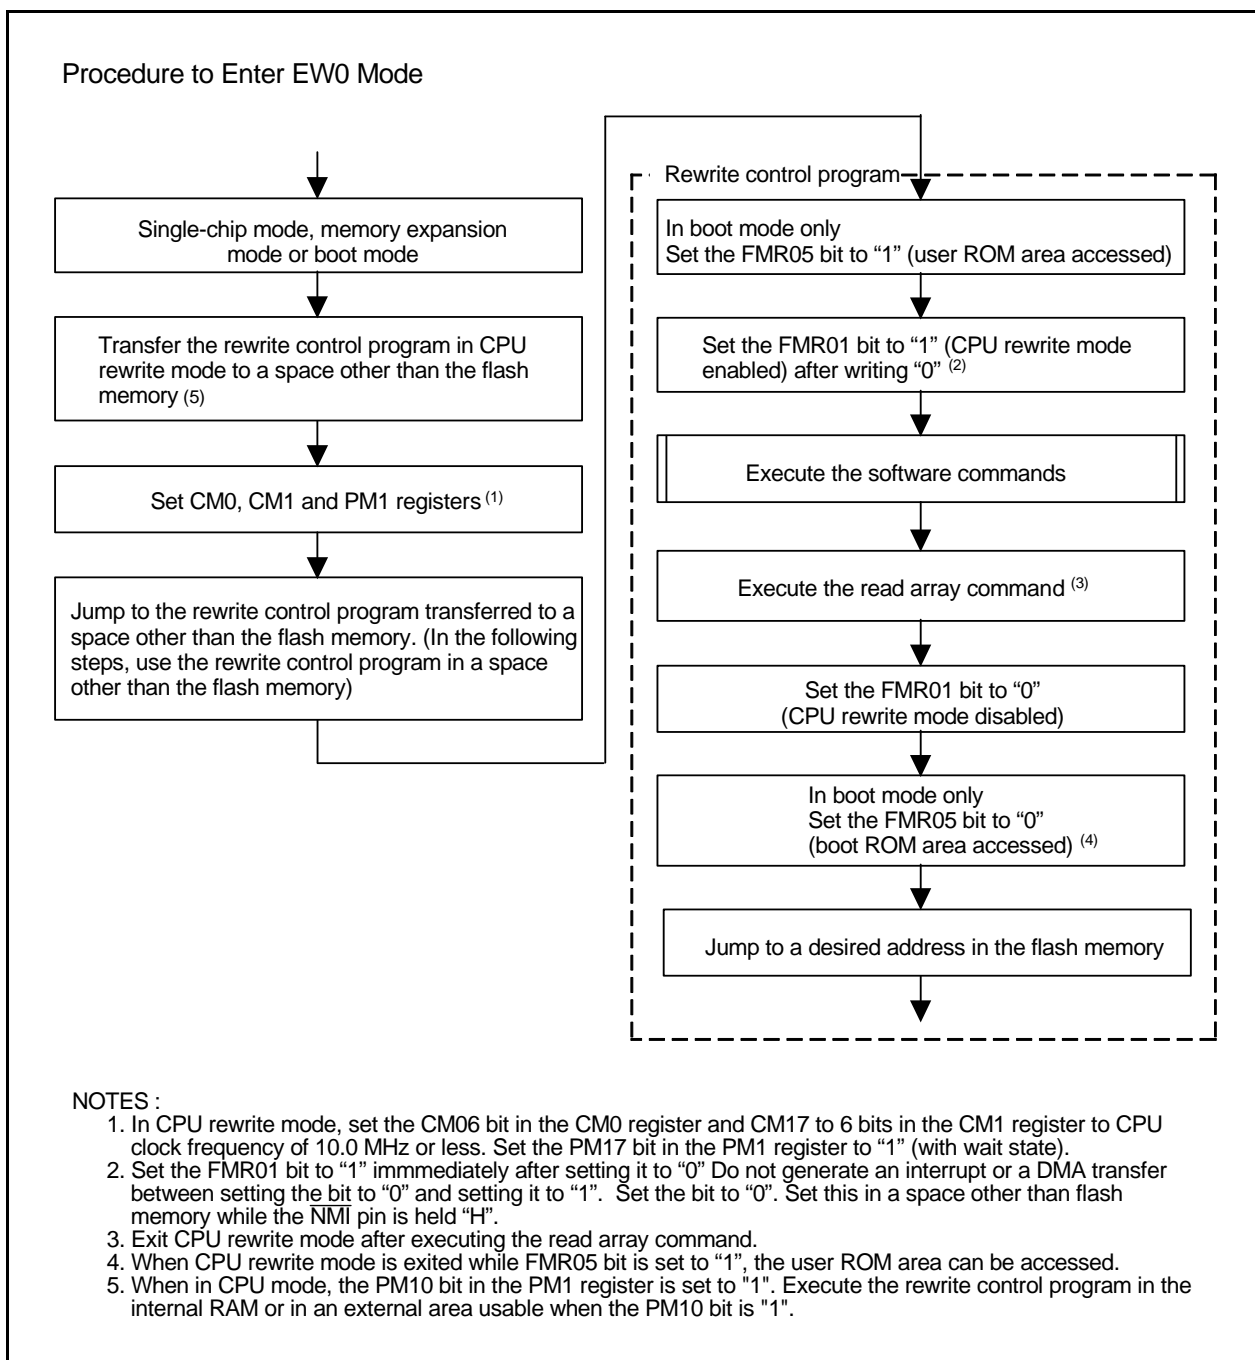 Procedure to Enter EW0 Mode
Single-chip mode, memory expansion
mode or boot mode
Transfer the rewrite control program in CPU
rewrite mode to a space other than the flash
memory (5)
Set CM0, CM1 and PM1 registers (1)
Jump to the rewrite control program transferred to a
space other than the flash memory. (In the following
steps, use the rewrite control program in a space
other than the flash memory)
Rewrite control program
In boot mode only
Set the FMR05 bit to “1” (user ROM area accessed)
Set the FMR01 bit to “1” (CPU rewrite mode
enabled) after writing “0” (2)
Execute the software commands
Execute the read array command (3)
Set the FMR01 bit to “0”
(CPU rewrite mode disabled)
In boot mode only
Set the FMR05 bit to “0”
(boot ROM area accessed) (4)
Jump to a desired address in the flash memory
NOTES :
1. In CPU rewrite mode, set the CM06 bit in the CM0 register and CM17 to 6 bits in the CM1 register to CPU
clock frequency of 10.0 MHz or less. Set the PM17 bit in the PM1 register to “1” (with wait state).
2. Set the FMR01 bit to “1” immmediately after setting it to “0” Do not generate an interrupt or a DMA transfer
between setting the bit to “0” and setting it to “1”. Set the bit to “0”. Set this in a space other than flash
memory while the NMI pin is held “H”.
3. Exit CPU rewrite mode after executing the read array command.
4. When CPU rewrite mode is exited while FMR05 bit is set to “1”, the user ROM area can be accessed.
5. When in CPU mode, the PM10 bit in the PM1 register is set to "1". Execute the rewrite control program in the
internal RAM or in an external area usable when the PM10 bit is "1".